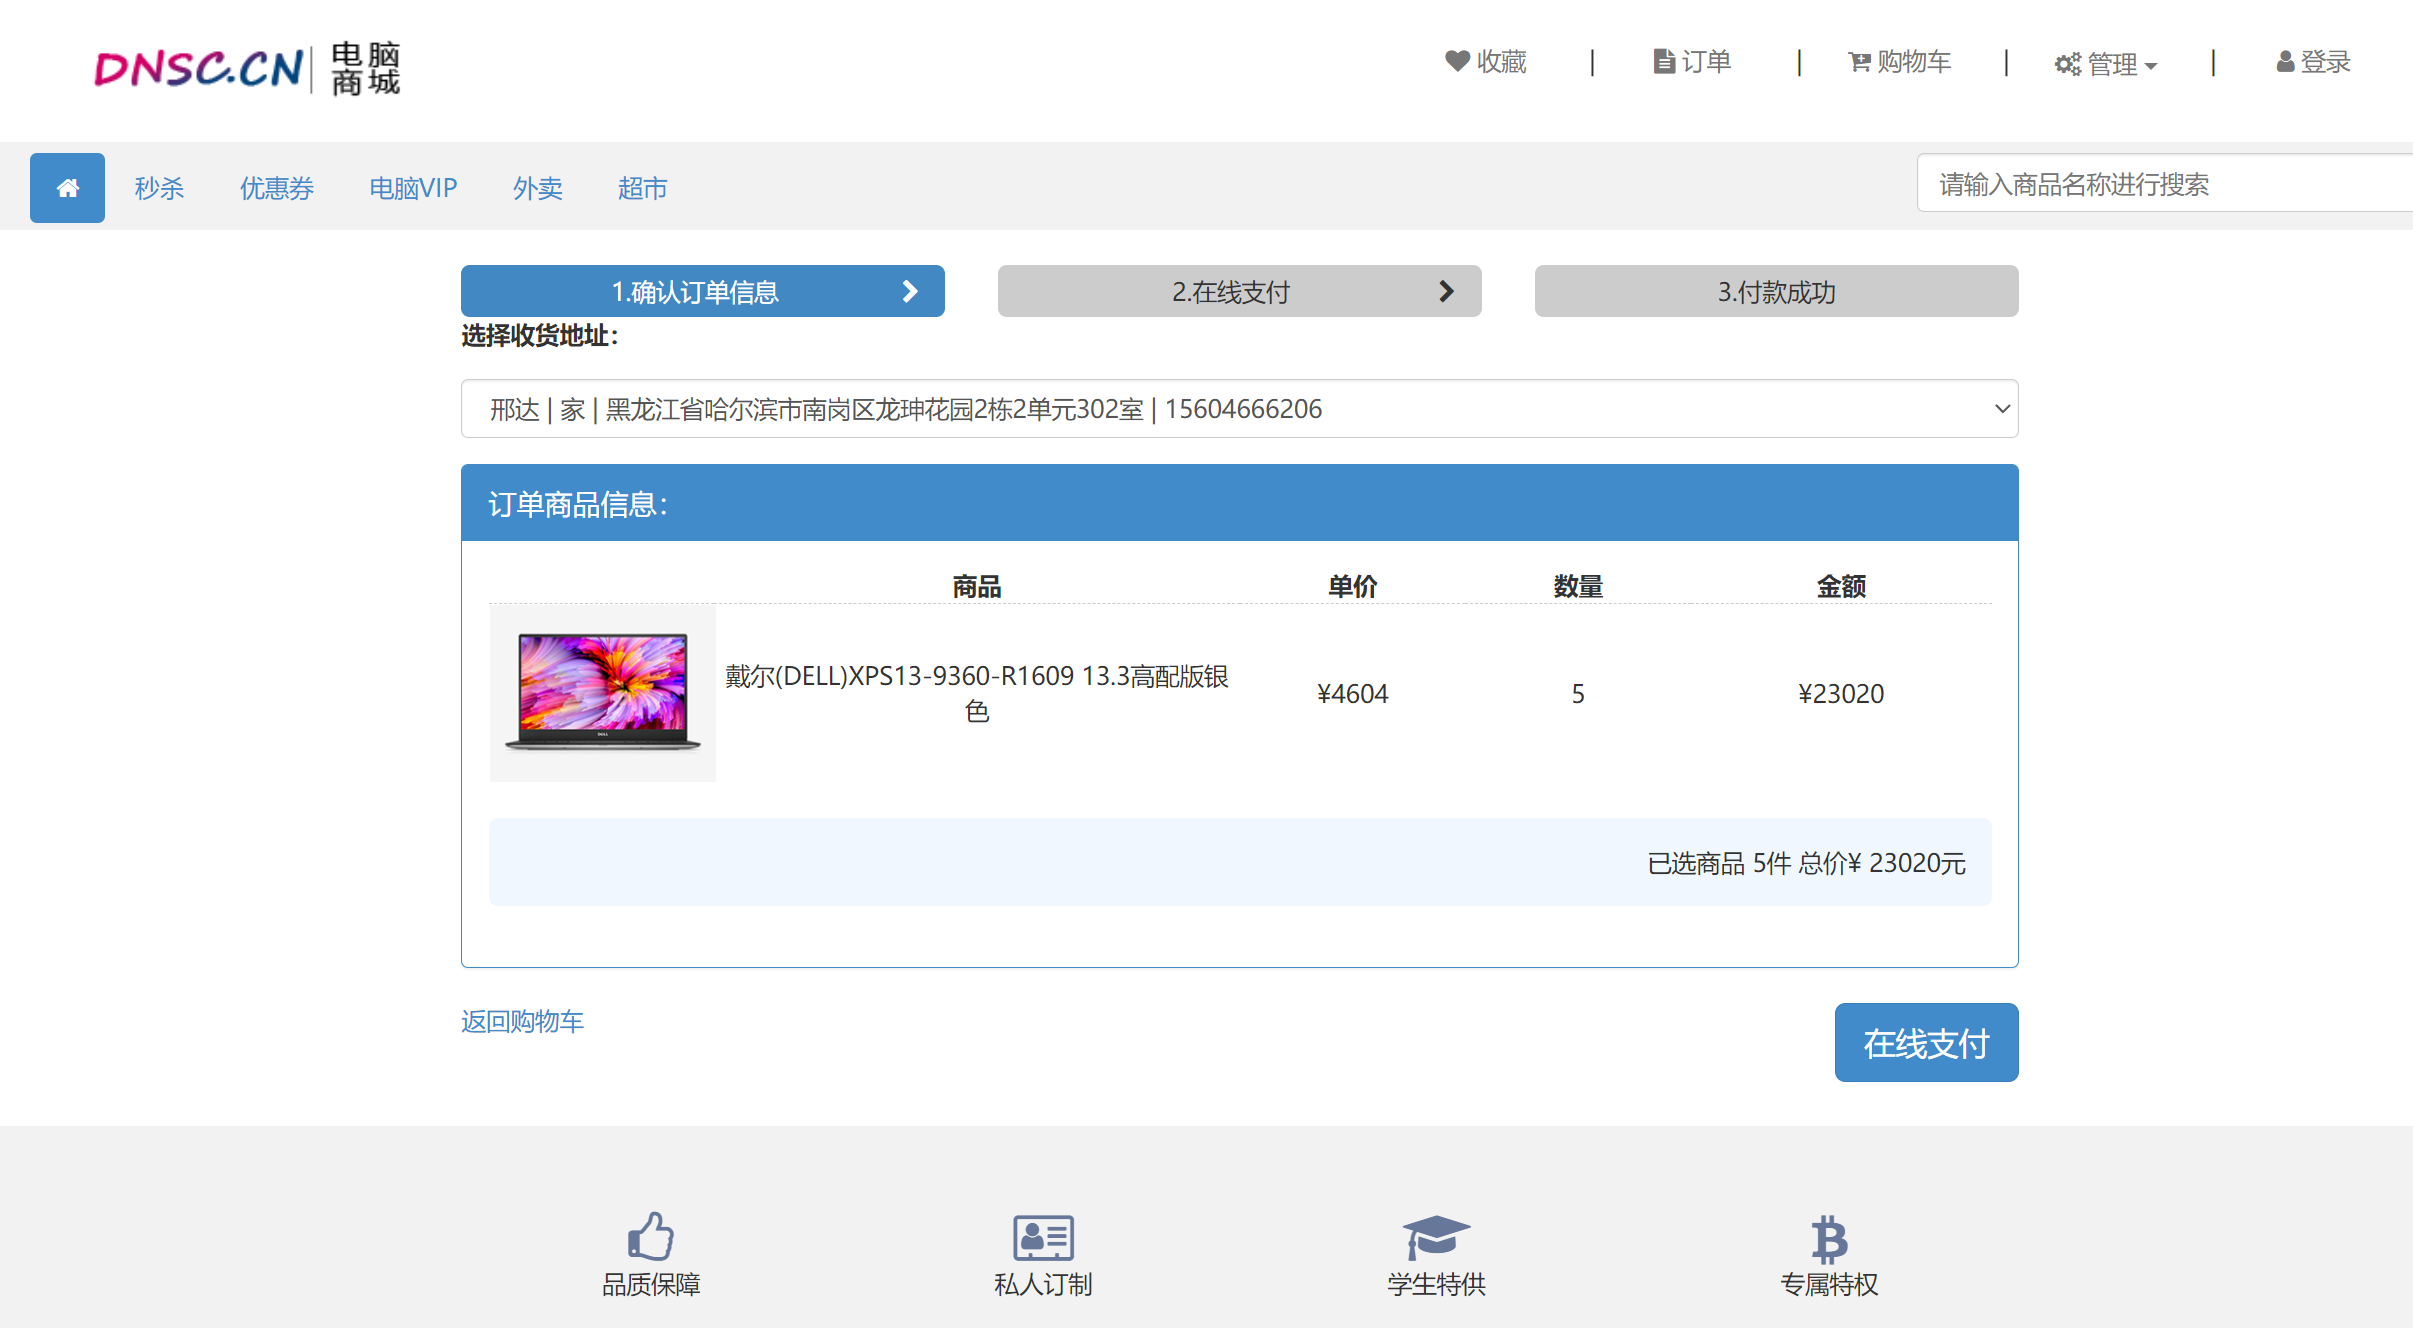 DNSC.CN 电脑商城
收藏 | 订单 | 购物车 | 管理 | 登录
秒杀 优惠券 电脑VIP 外卖 超市 请输入商品名称进行搜索
1.确认订单信息 2.在线支付 3.付款成功
选择收货地址：
邢达 | 家 | 黑龙江省哈尔滨市南岗区龙珅花园2栋2单元302室 | 15604666206
订单商品信息：
商品 单价 数量 金额
戴尔(DELL)XPS13-9360-R1609 13.3高配版银
色
¥4604 5 ¥23020
DELL
已选商品 5件 总价¥ 23020元
返回购物车 在线支付
品质保障 私人订制 学生特供 专属特权